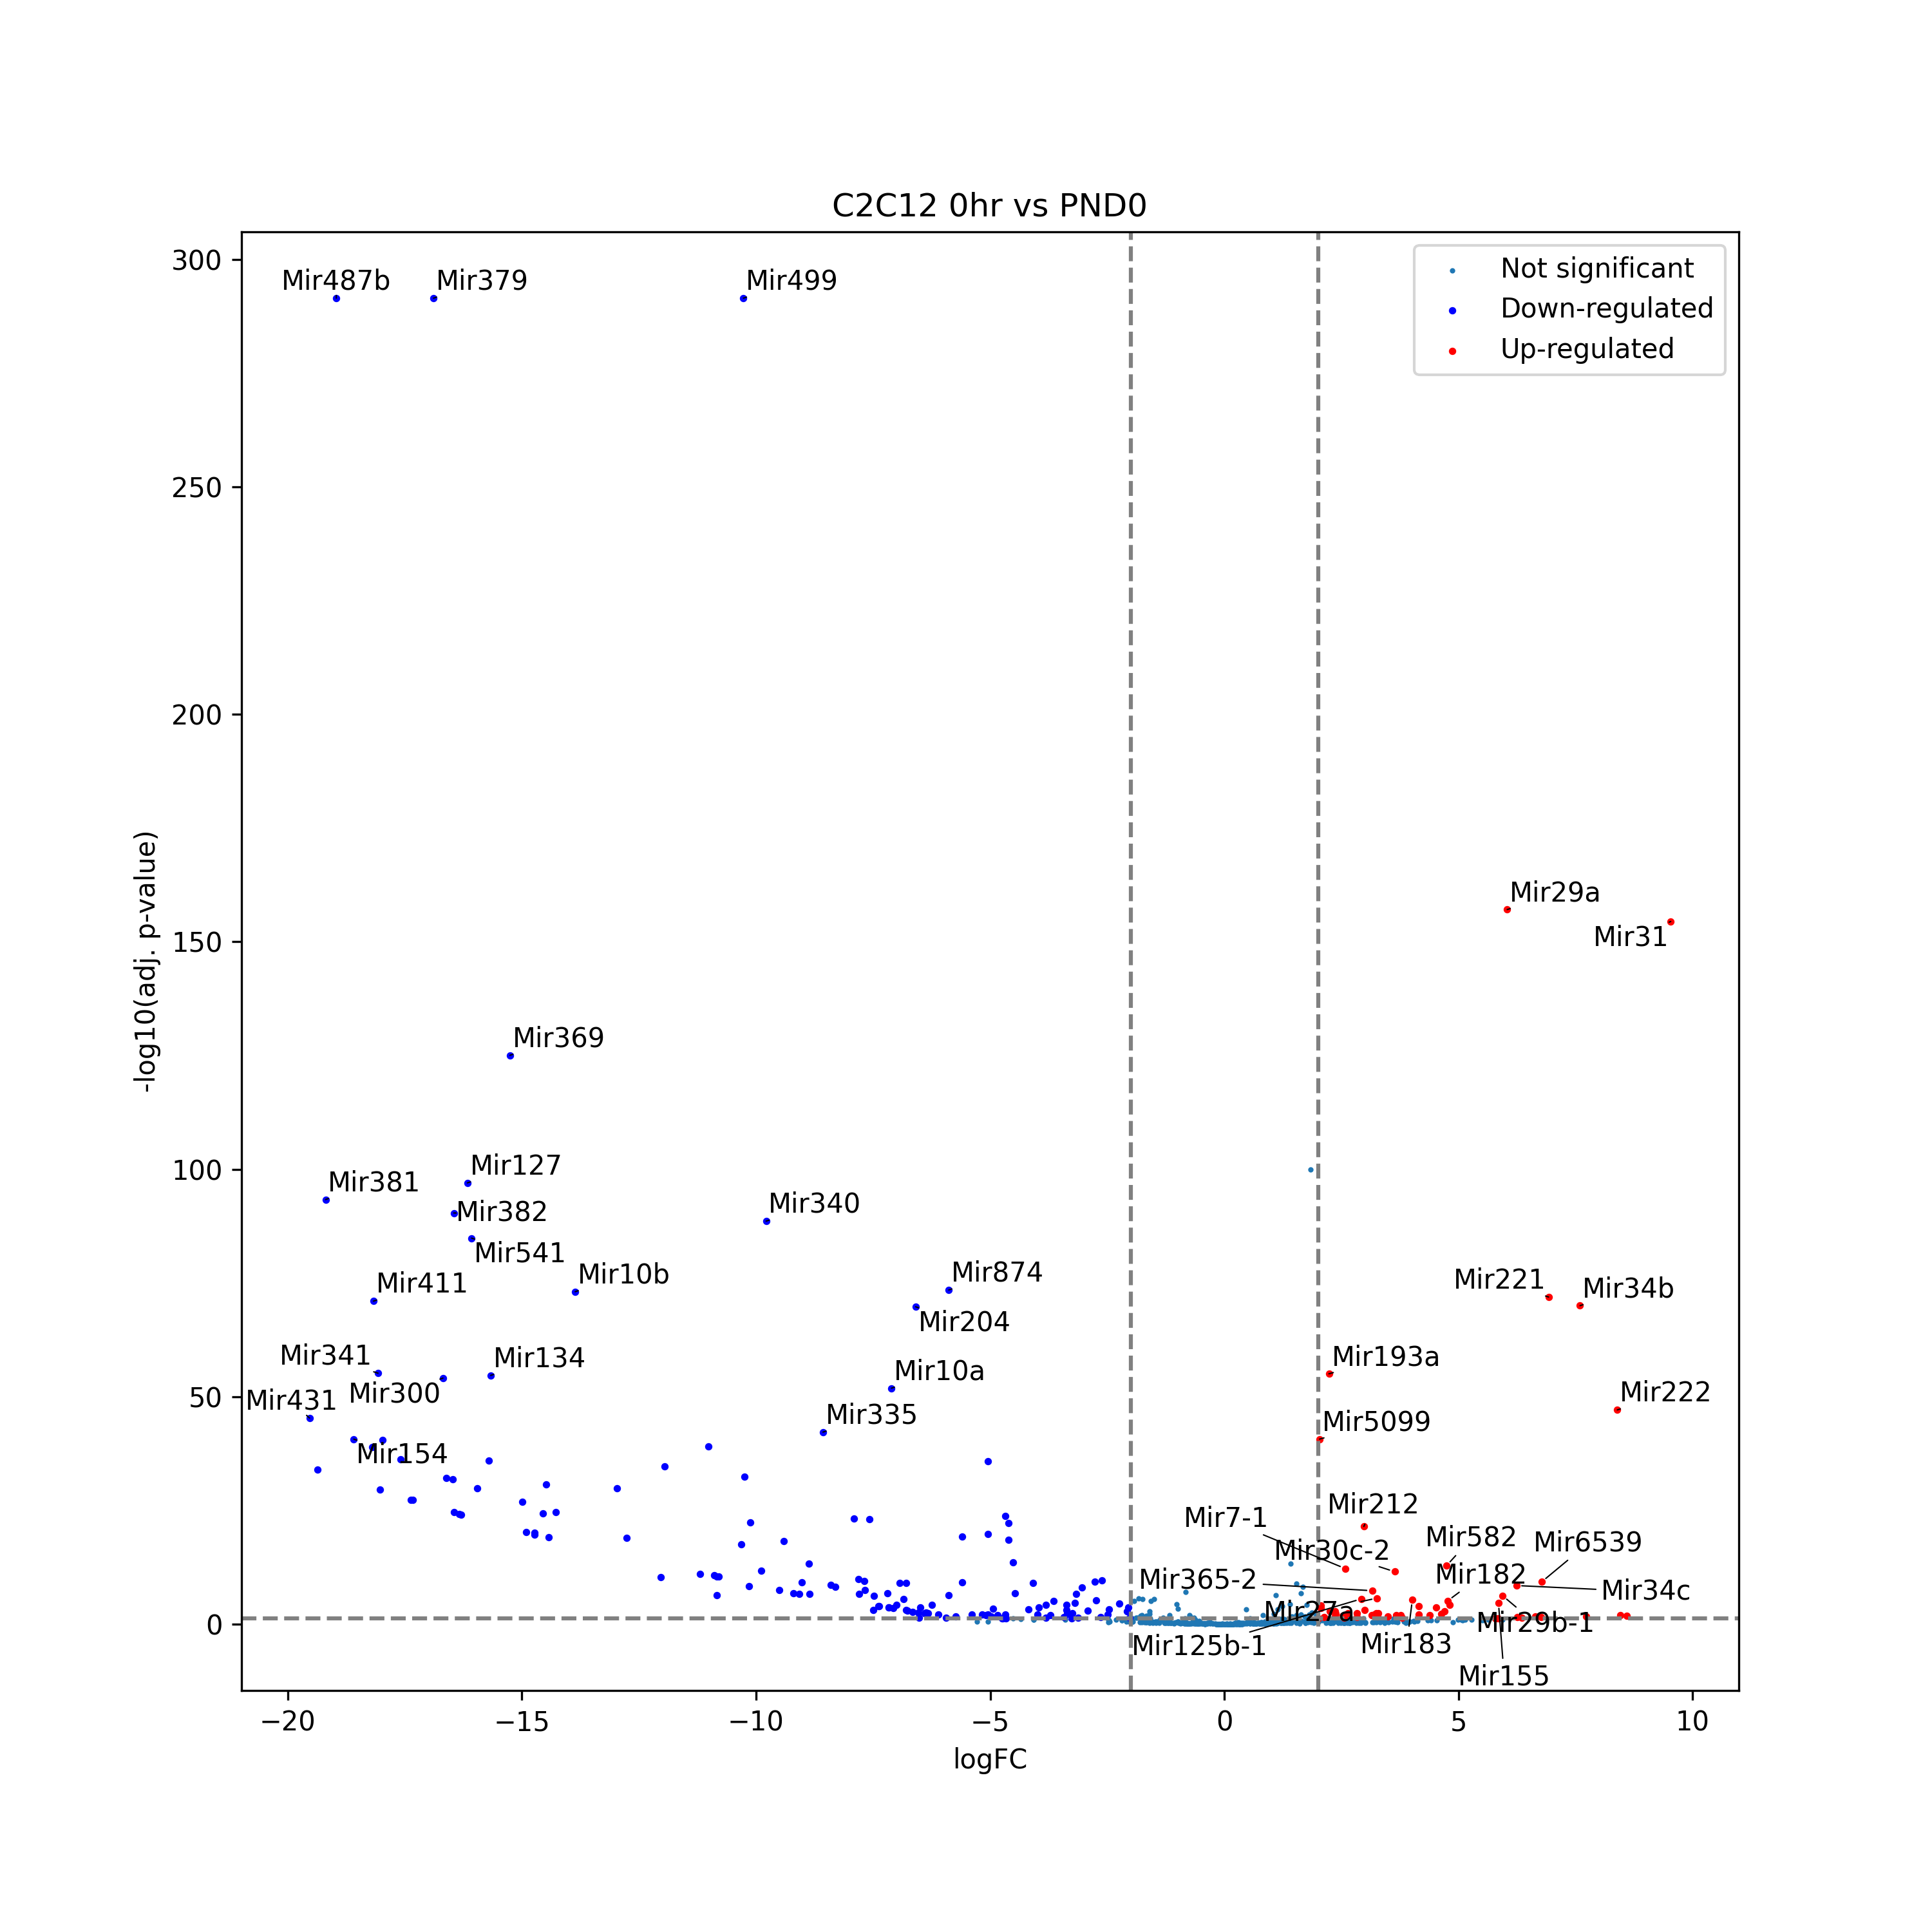 C2C12 0hr vs PND0
300
250
200
150
100
50
0
-log10(adj. p-value)
Not significant
Down-regulated
Up-regulated
Mir487b
Mir379
Mir499
Mir29a
Mir31
Mir369
Mir127
Mir381
Mir382
Mir340
Mir541
Mir10b
Mir411
Mir874
Mir204
Mir221
Mir34b
Mir341
Mir134
Mir193a
Mir10a
Mir300
Mir431
Mir222
Mir335
Mir5099
Mir154
Mir212
Mir7-1
Mir582
Mir6539
Mir30c-2
Mir365-2
Mir182
Mir34c
Mir27a
Mir29b-1
Mir125b-1
Mir183
Mir155
−20
−15
−10
−5
0
5
10
logFC